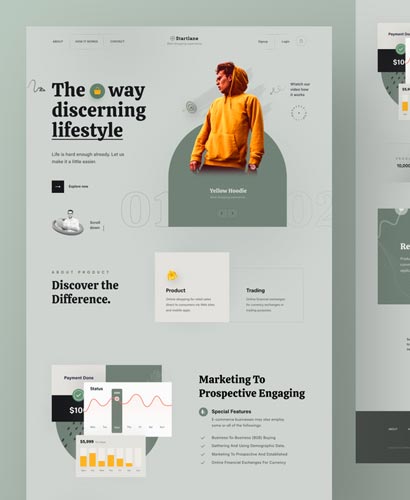 ABOUT
HOW IT WORKS
CONTACT
Startlane
Signup
Login
The way
discerning
lifestyle
Life is hard enough already. Let us
make it a little easier.
Explore now
Scroll
down
Watch our
video how
it works
01
02
Yellow Hoodie
ABOUT PRODUCT
Discover the
Difference.
Product
Online shopping for retail sales
direct to consumers via Web sites
and mobile apps.
Trading
Online financial exchanges
for currency exchanges or
trading purposes.
Payment Done
$10
Status
$5,999
Marketing To
Prospective Engaging
Special Features
E-commerce businesses may also employ
some or all of the followings:
Business-To-Business (B2B) Buying
Gathering And Using Demographic Data.
Marketing To Prospective And Established
Online Financial Exchanges For Currency
Payment Done
$10
10,00
Re